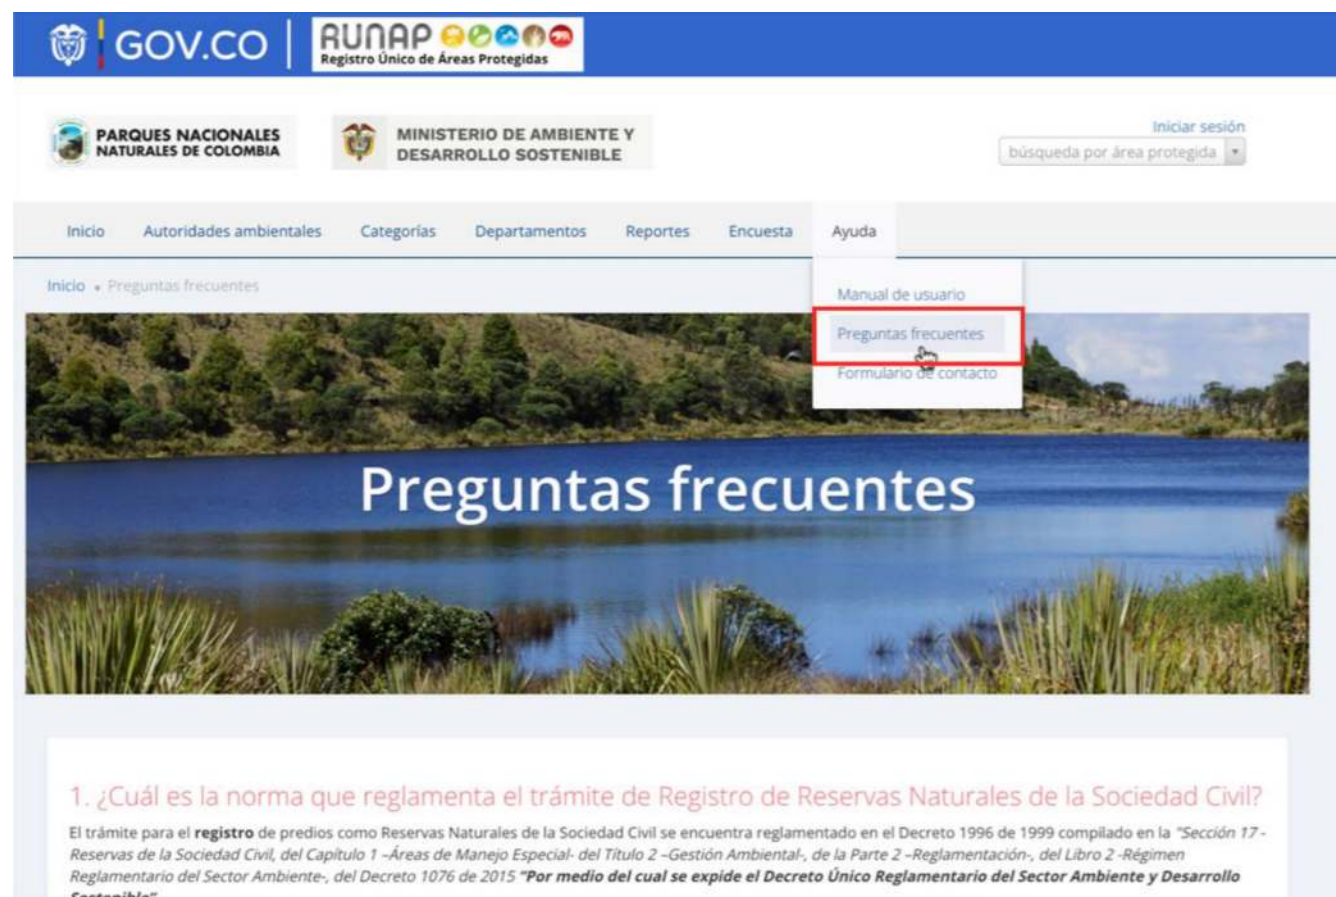 GOV.CO
RUNAP
Registro Único de Áreas Protegidas
PARQUES NACIONALES
NATURALES DE COLOMBIA
MINISTERIO DE AMBIENTE Y
DESARROLLO SOSTENIBLE
Iniciar sesión
búsqueda por área protegida
Inicio Autoridades ambientales Categorías Departamentos Reportes Encuesta Ayuda
Inicio • Preguntas frecuentes
Manual de usuario
Preguntas frecuentes
Formulario de contacto
Preguntas frecuentes
1. ¿Cuál es la norma que reglamenta el trámite de Registro de Reservas Naturales de la Sociedad Civil?
El trámite para el registro de predios como Reservas Naturales de la Sociedad Civil se encuentra reglamentado en el Decreto 1996 de 1999 compilado en la "Sección 17 -
Reservas de la Sociedad Civil, del Capítulo 1 –Áreas de Manejo Especial- del Título 2 –Gestión Ambiental-, de la Parte 2 –Reglamentación-, del Libro 2 -Régimen
Reglamentario del Sector Ambiente-, del Decreto 1076 de 2015 "Por medio del cual se expide el Decreto Único Reglamentario del Sector Ambiente y Desarrollo
Sostenible"